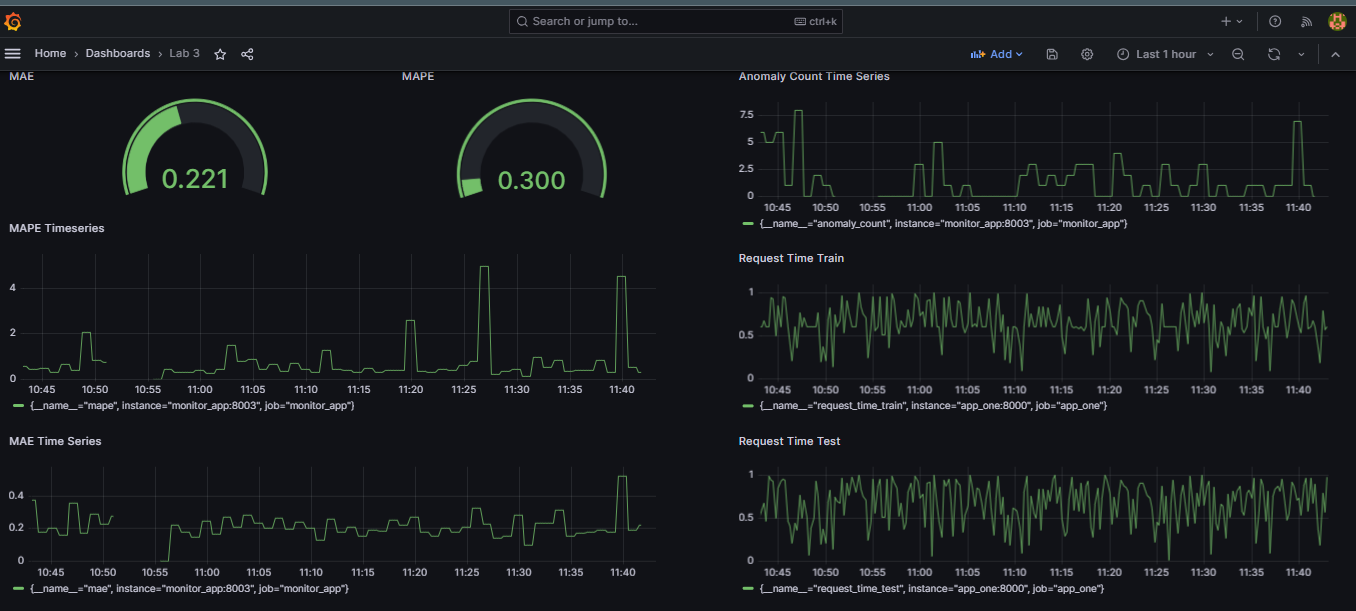 Search or jump to... ctrl+k
Home › Dashboards › Lab 3 Add Last 1 hour
MAE
0.221
MAPE
0.300
MAPE Timeseries
4
2
0
10:45 10:50 10:55 11:00 11:05 11:10 11:15 11:20 11:25 11:30 11:35 11:40
{__name__="mape", instance="monitor_app:8003", job="monitor_app"}
MAE Time Series
0.4
0.2
0
10:45 10:50 10:55 11:00 11:05 11:10 11:15 11:20 11:25 11:30 11:35 11:40
{__name__="mae", instance="monitor_app:8003", job="monitor_app"}
Anomaly Count Time Series
7.5
5
2.5
0
10:45 10:50 10:55 11:00 11:05 11:10 11:15 11:20 11:25 11:30 11:35 11:40
{__name__="anomaly_count", instance="monitor_app:8003", job="monitor_app"}
Request Time Train
1
0.5
0
10:45 10:50 10:55 11:00 11:05 11:10 11:15 11:20 11:25 11:30 11:35 11:40
{__name__="request_time_train", instance="app_one:8000", job="app_one"}
Request Time Test
1
0.5
0
10:45 10:50 10:55 11:00 11:05 11:10 11:15 11:20 11:25 11:30 11:35 11:40
{__name__="request_time_test", instance="app_one:8000", job="app_one"}